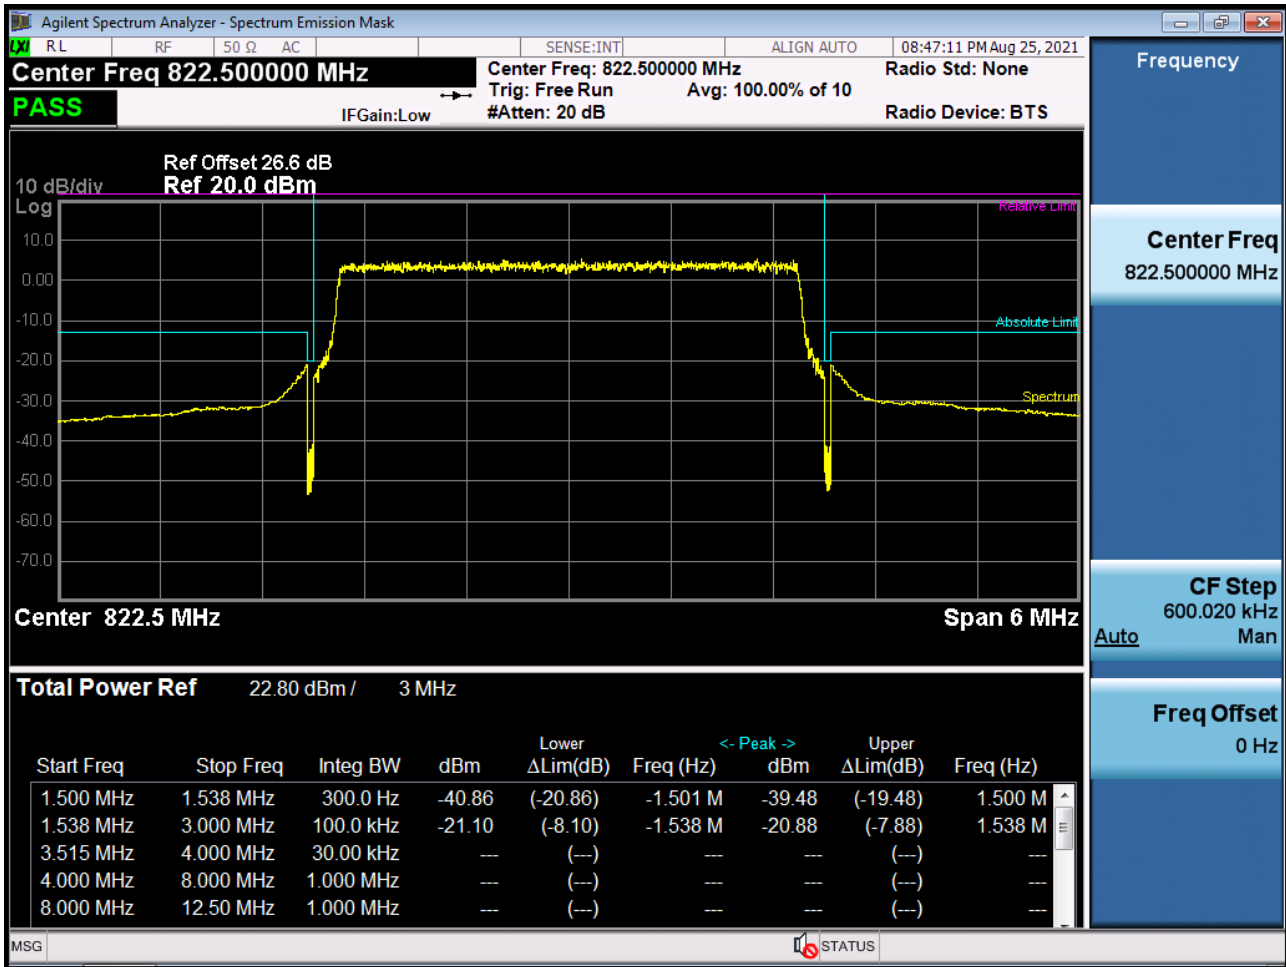 Agilent Spectrum Analyzer - Spectrum Emission Mask
LXI RL RF 50 Ω AC SENSE:INT ALIGN AUTO 08:47:11 PM Aug 25, 2021
Center Freq 822.500000 MHz
Center Freq: 822.500000 MHz Radio Std: None
Trig: Free Run Avg: 100.00% of 10
PASS
IFGain:Low #Atten: 20 dB Radio Device: BTS
Ref Offset 26.6 dB
10 dB/div Ref 20.0 dBm
Log
Relative Limit
10.0
0.00
-10.0
Absolute Limit
-20.0
-30.0
Spectrum
-40.0
-50.0
-60.0
-70.0
Center 822.5 MHz Span 6 MHz
Total Power Ref 22.80 dBm / 3 MHz
Lower <- Peak -> Upper
Start Freq Stop Freq Integ BW dBm ΔLim(dB) Freq (Hz) dBm ΔLim(dB) Freq (Hz)
1.500 MHz 1.538 MHz 300.0 Hz -40.86 (-20.86) -1.501 M -39.48 (-19.48) 1.500 M
1.538 MHz 3.000 MHz 100.0 kHz -21.10 (-8.10) -1.538 M -20.88 (-7.88) 1.538 M
3.515 MHz 4.000 MHz 30.00 kHz --- (---) --- --- (---) ---
4.000 MHz 8.000 MHz 1.000 MHz --- (---) --- --- (---) ---
8.000 MHz 12.50 MHz 1.000 MHz --- (---) --- --- (---) ---
MSG STATUS
Frequency
Center Freq
822.500000 MHz
CF Step
600.020 kHz
Auto Man
Freq Offset
0 Hz